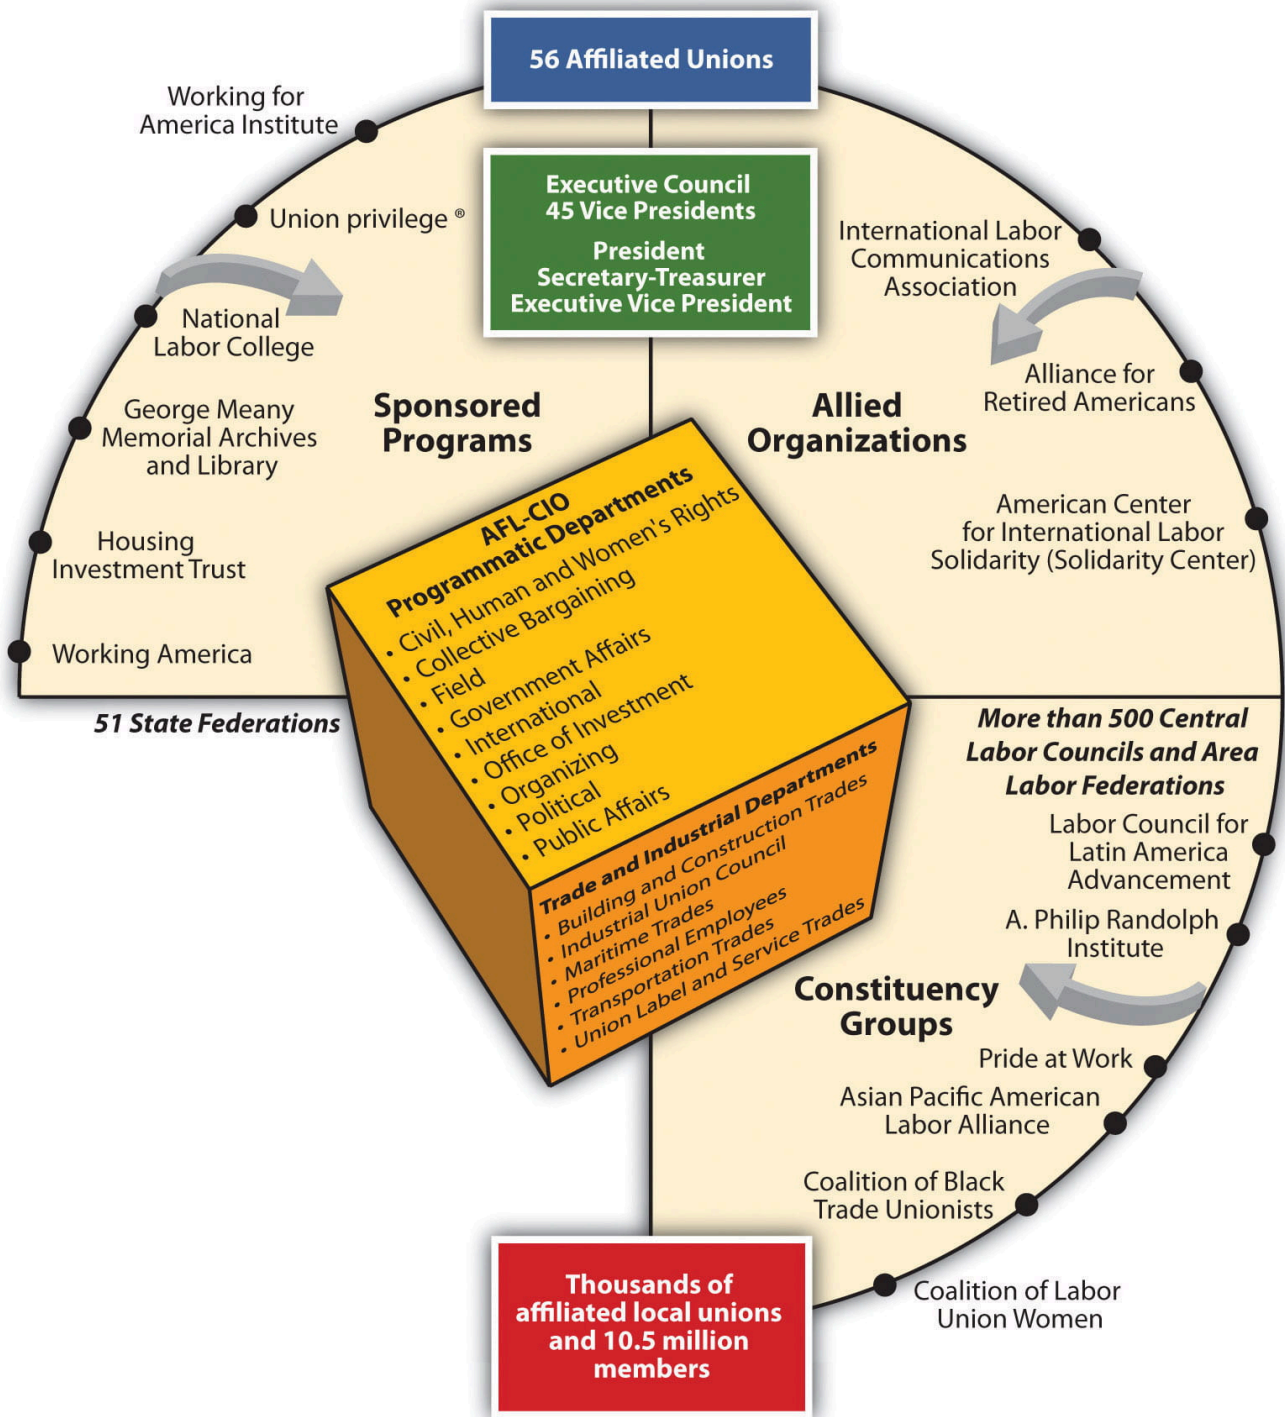 56 Affiliated Unions
Executive Council
45 Vice Presidents
President
Secretary-Treasurer
Executive Vice President
Working for
America Institute
Union privilege ®
National
Labor College
George Meany
Memorial Archives
and Library
Housing
Investment Trust
Working America
Sponsored
Programs
51 State Federations
International Labor
Communications
Association
Alliance for
Retired Americans
American Center
for International Labor
Solidarity (Solidarity Center)
Allied
Organizations
AFL-CIO
Programmatic Departments
• Civil, Human and Women's Rights
• Collective Bargaining
• Field
• Government Affairs
• International
• Office of Investment
• Organizing
• Political
• Public Affairs
Trade and Industrial Departments
• Building and Construction Trades
• Industrial Union Council
• Maritime Trades
• Professional Employees
• Transportation Trades
• Union Label and Service Trades
More than 500 Central
Labor Councils and Area
Labor Federations
Labor Council for
Latin America
Advancement
A. Philip Randolph
Institute
Constituency
Groups
Pride at Work
Asian Pacific American
Labor Alliance
Coalition of Black
Trade Unionists
Coalition of Labor
Union Women
Thousands of
affiliated local unions
and 10.5 million
members